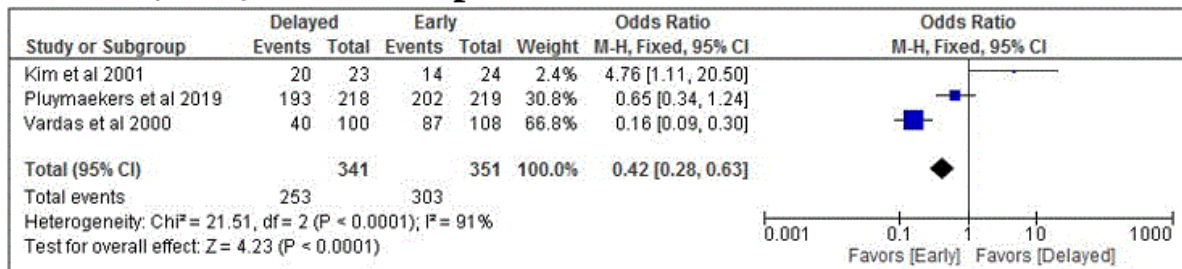 Delayed Early Odds Ratio Odds Ratio
Study or Subgroup Events Total Events Total Weight M-H, Fixed, 95% CI M-H, Fixed, 95% CI
Kim et al 2001 20 23 14 24 2.4% 4.76 [1.11, 20.50]
Pluymaekers et al 2019 193 218 202 219 30.8% 0.65 [0.34, 1.24]
Vardas et al 2000 40 100 87 108 66.8% 0.16 [0.09, 0.30]
Total (95% CI) 341 351 100.0% 0.42 [0.28, 0.63]
Total events 253 303
Heterogeneity: Chi² = 21.51, df = 2 (P < 0.0001); I² = 91%
Test for overall effect: Z = 4.23 (P < 0.0001)
0.001 0.1 1 10 1000
Favors [Early] Favors [Delayed]